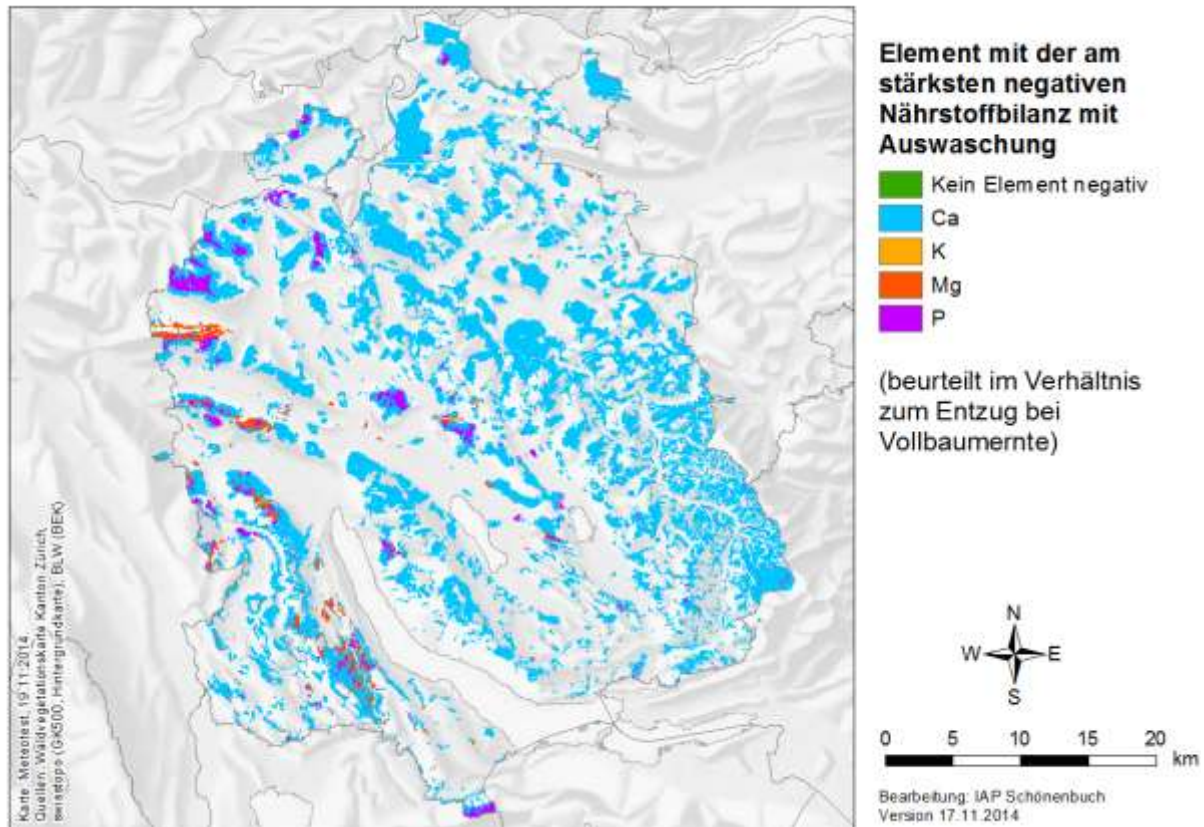 Element mit der am
stärksten negativen
Nährstoffbilanz mit
Auswaschung
Kein Element negativ
Ca
K
Mg
P
(beurteilt im Verhältnis
zum Entzug bei
Vollbaumernte)
N
W E
S
0 5 10 15 20
km
Bearbeitung: IAP Schönenbuch
Version 17.11.2014
Karte: Meteotest, 19.11.2014
Quellen: Waldvegetationskarte Kanton Zürich,
swisstopo (GK500, Hintergrundkarte), BLW (BEK)